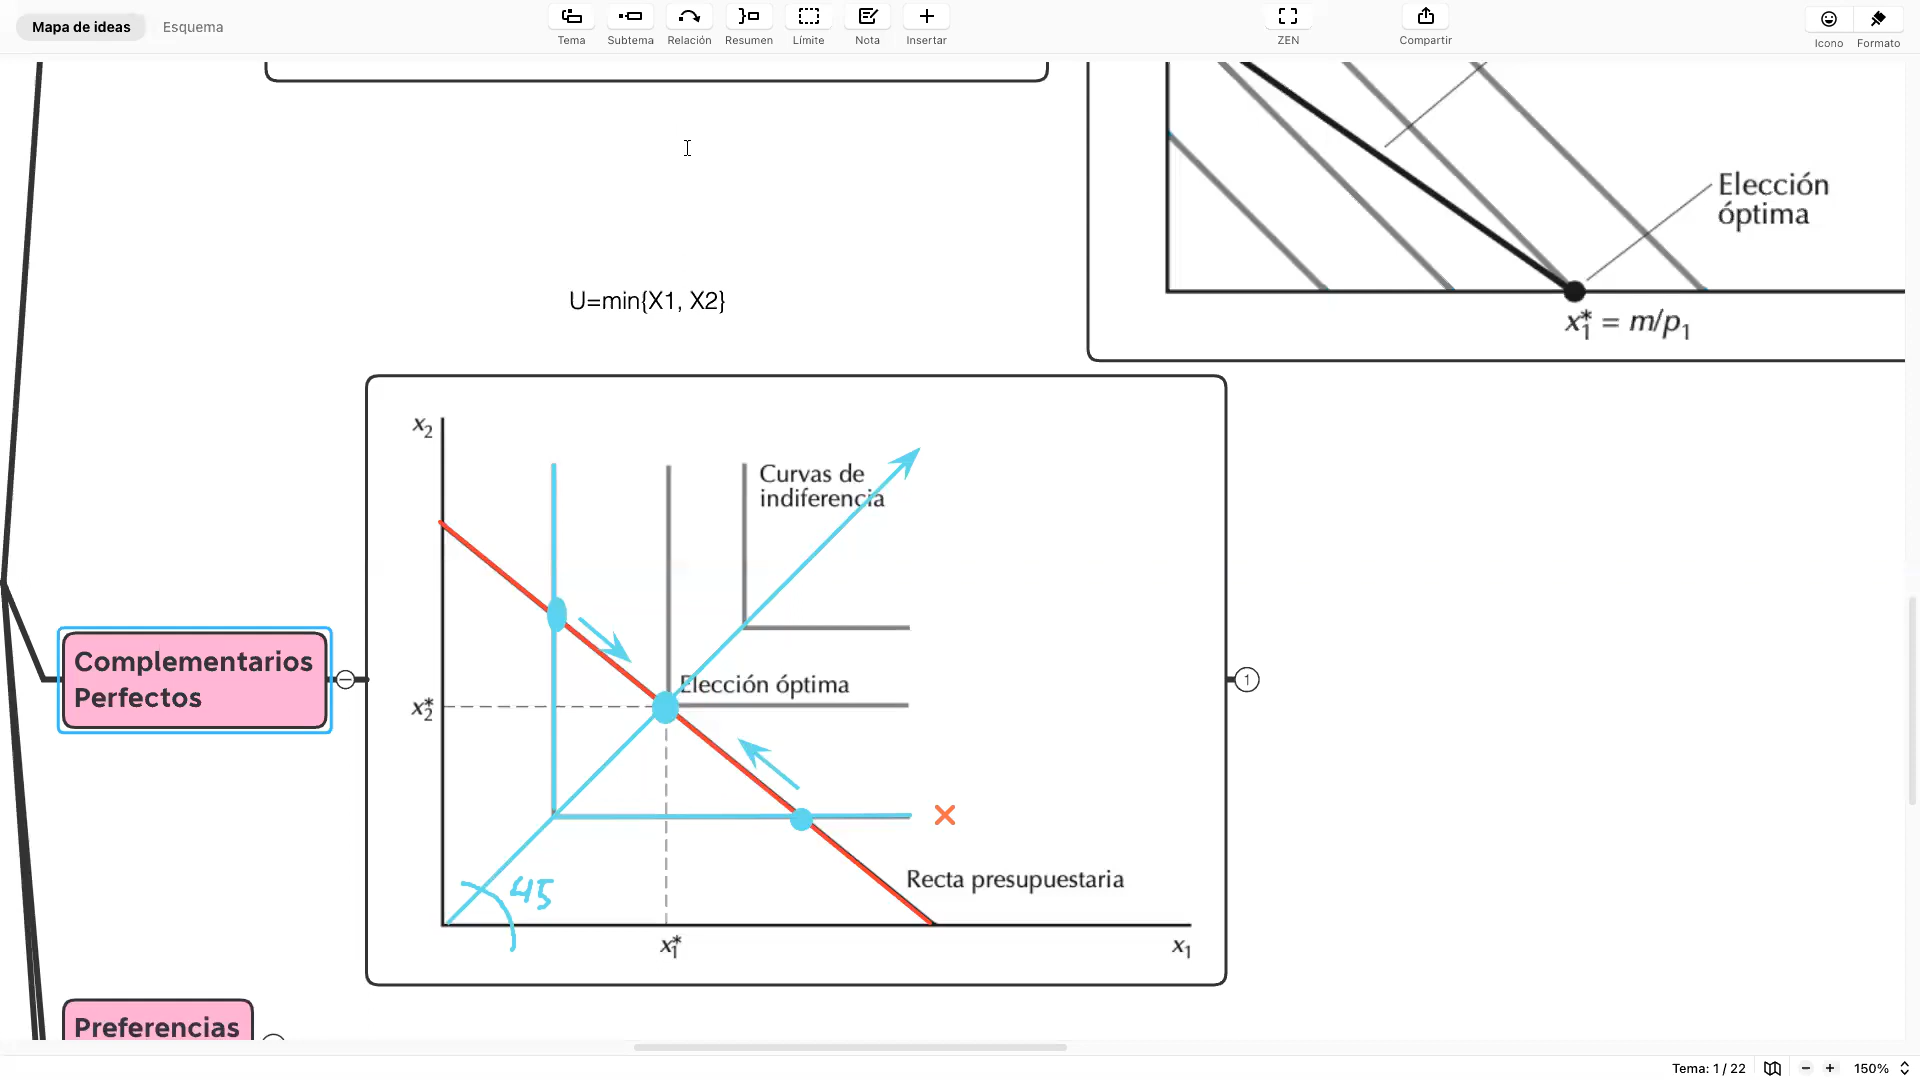 Mapa de ideas
Esquema
Tema
Subtema
Relación
Resumen
Límite
Nota
Insertar
ZEN
Compartir
Icono
Formato
Elección
óptima
x₁* = m/p₁
U=min{X1, X2}
x₂
Curvas de
indiferencia
Complementarios
Perfectos
Elección óptima
x₂*
1
45
Recta presupuestaria
x₁*
x₁
Preferencias
Tema: 1 / 22
150%